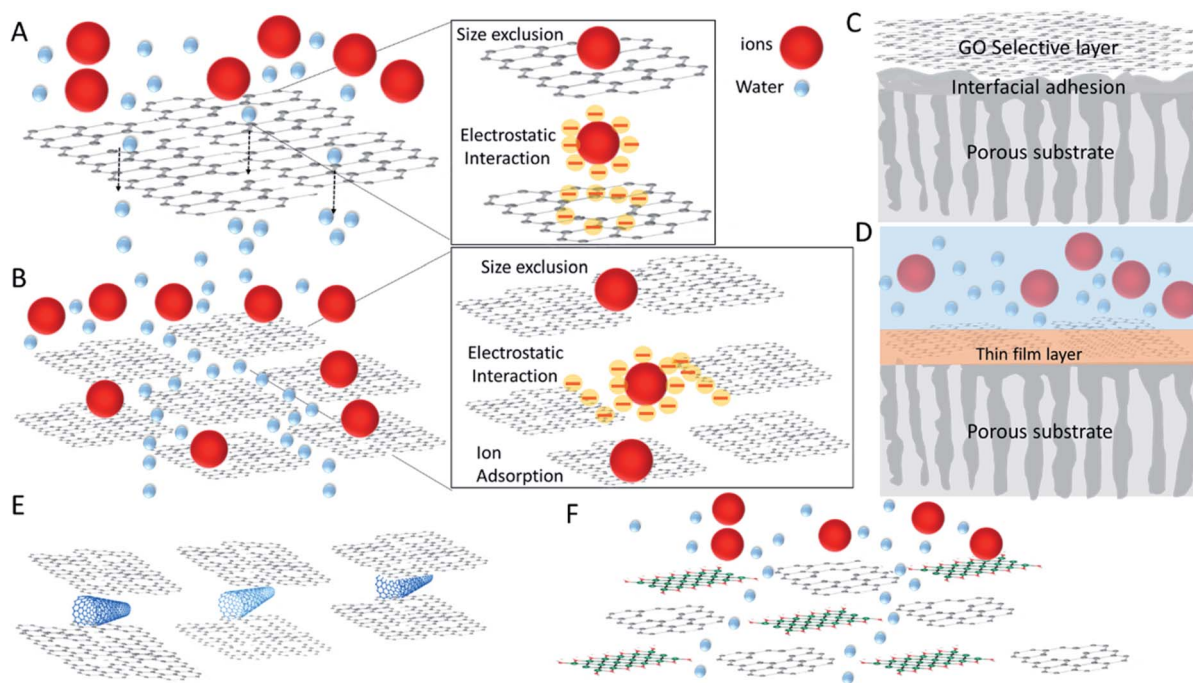 A
Size exclusion
Electrostatic
Interaction
ions
Water
C
GO Selective layer
Interfacial adhesion
Porous substrate
B
Size exclusion
Electrostatic
Interaction
Ion
Adsorption
D
Thin film layer
Porous substrate
E
F